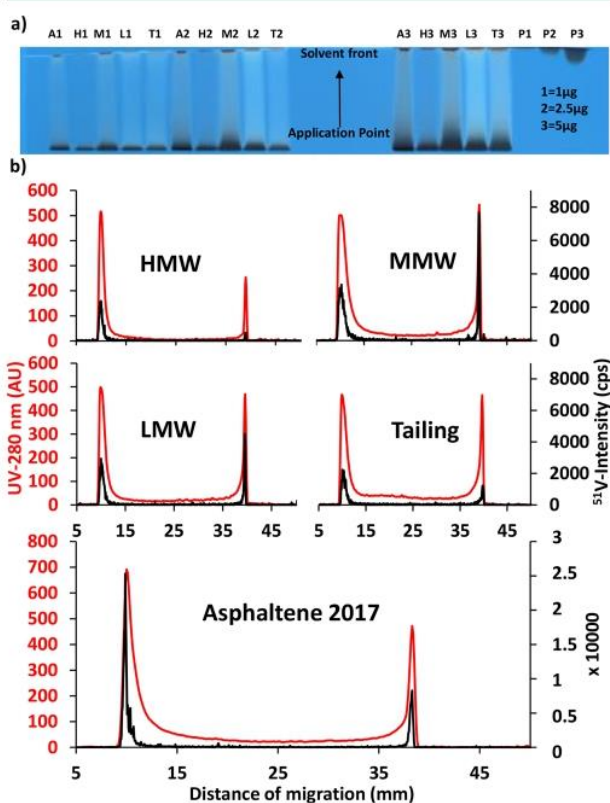 a)
A1 H1 M1 L1 T1 A2 H2 M2 L2 T2 A3 H3 M3 L3 T3 P1 P2 P3
Solvent front
Application Point
1=1µg
2=2.5µg
3=5µg
b)
600
500
400
300
200
100
0
HMW
MMW
8000
6000
4000
2000
0
UV-280 nm (AU)
600
500
400
300
200
100
0
LMW
Tailing
8000
6000
4000
2000
0
⁵¹V-Intensity (cps)
5 15 25 35 45 5 15 25 35 45
800
700
600
500
400
300
200
100
0
Asphaltene 2017
3
2.5
2
1.5
1
0.5
0
x 10000
5 15 25 35 45
Distance of migration (mm)